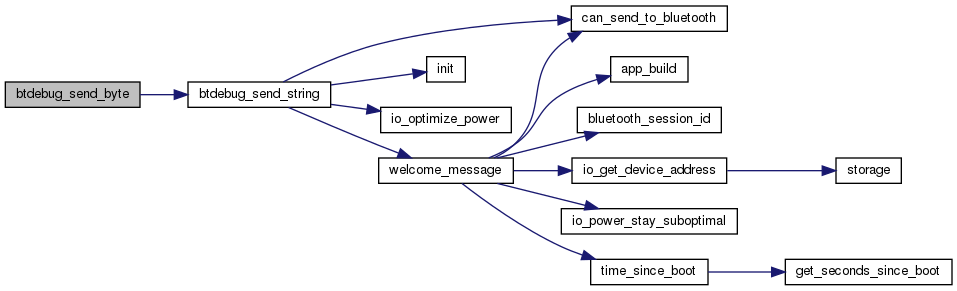 btdebug_send_byte
btdebug_send_string
can_send_to_bluetooth
init
io_optimize_power
welcome_message
app_build
bluetooth_session_id
io_get_device_address
storage
io_power_stay_suboptimal
time_since_boot
get_seconds_since_boot